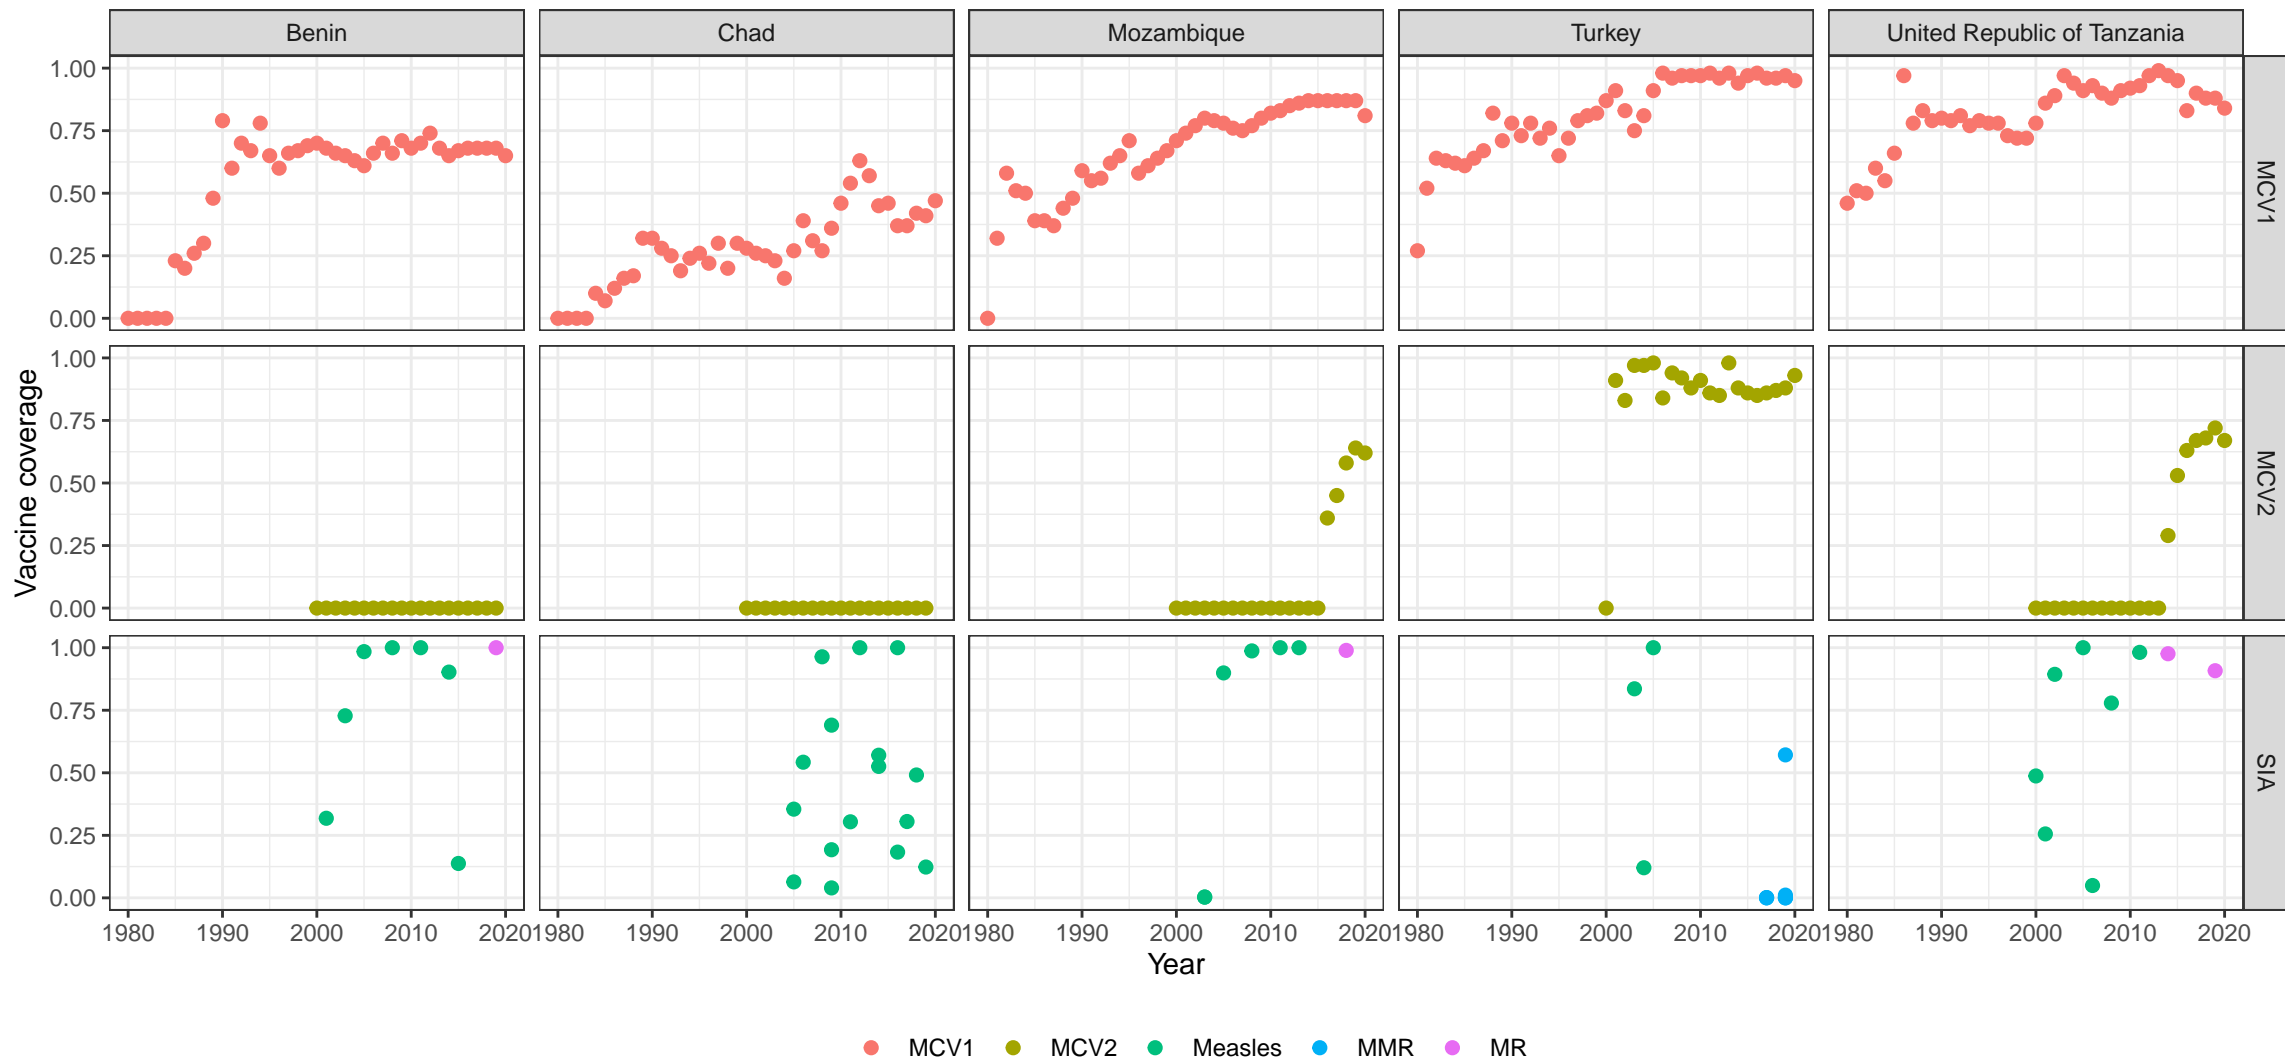 Benin Chad Mozambique Turkey United Republic of Tanzania
1.00
0.75
0.50
0.25
0.00
MCV1
1.00
0.75
0.50
0.25
0.00
MCV2
Vaccine coverage
1.00
0.75
0.50
0.25
0.00
SIA
1980 1990 2000 2010 2020 1980 1990 2000 2010 2020 1980 1990 2000 2010 2020 1980 1990 2000 2010 2020 1980 1990 2000 2010 2020
Year
MCV1 MCV2 Measles MMR MR